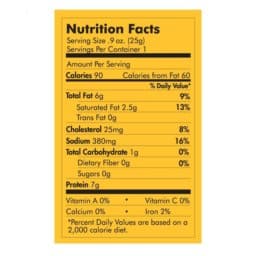 Nutrition Facts
Serving Size .9 oz. (25g)
Servings Per Container 1
Amount Per Serving
Calories 90 Calories from Fat 60
% Daily Value*
Total Fat 6g 9%
Saturated Fat 2.5g 13%
Trans Fat 0g
Cholesterol 25mg 8%
Sodium 380mg 16%
Total Carbohydrate 1g 0%
Dietary Fiber 0g 0%
Sugars 0g
Protein 7g
Vitamin A 0% • Vitamin C 0%
Calcium 0% • Iron 2%
*Percent Daily Values are based on a
2,000 calorie diet.